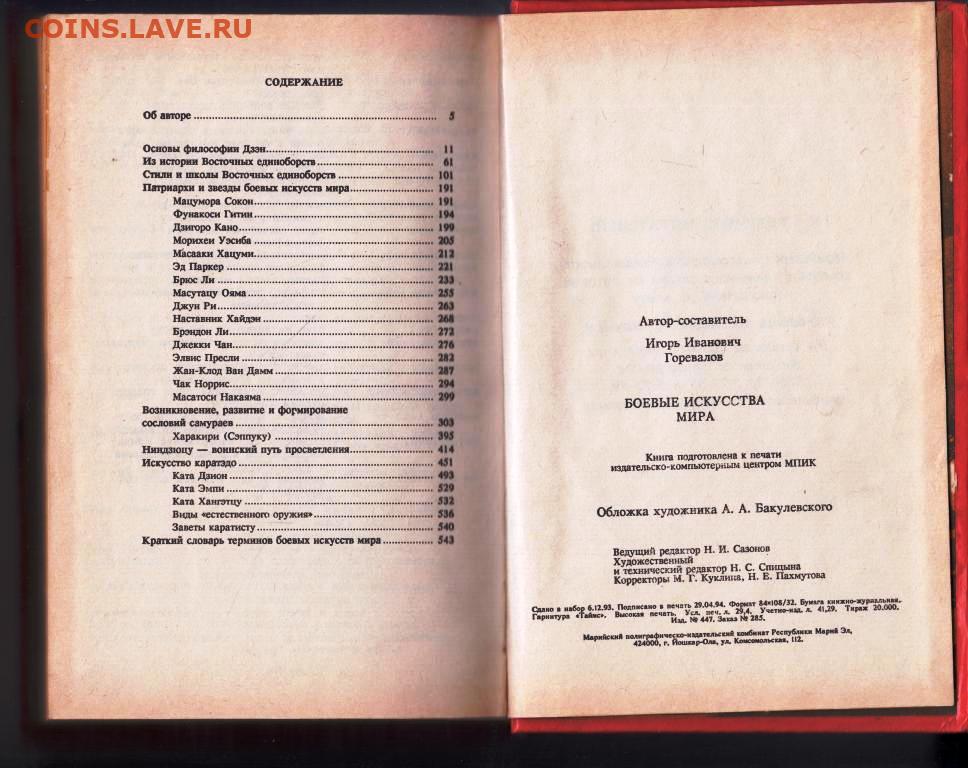 COINS.LAVE.RU
СОДЕРЖАНИЕ
Об авторе ........ 5
Основы философии Дзэн ........ 11
Из истории Восточных единоборств ........ 61
Стили и школы Восточных единоборств ........ 101
Патриархи и звезды боевых искусств мира ........ 191
Мацумора Сокон ........ 191
Фунакоси Гитин ........ 194
Дзигоро Кано ........ 199
Морихеи Уэсиба ........ 205
Масааки Хацуми ........ 212
Эд Паркер ........ 221
Брюс Ли ........ 233
Масутацу Ояма ........ 255
Джун Ри ........ 263
Наставник Хайдэн ........ 268
Брэндон Ли ........ 272
Джекки Чан ........ 276
Элвис Пресли ........ 282
Жан-Клод Ван Дамм ........ 287
Чак Норрис ........ 294
Масатоси Накаяма ........ 299
Возникновение, развитие и формирование
сословий самураев ........ 303
Харакири (Сэппуку) ........ 395
Ниндзюцу — воинский путь просветления ........ 414
Искусство каратэдо ........ 451
Ката Дзион ........ 493
Ката Эмпи ........ 529
Ката Хангэтцу ........ 532
Виды «естественного оружия» ........ 536
Заветы каратисту ........ 540
Краткий словарь терминов боевых искусств мира ........ 543
Автор-составитель
Игорь Иванович
Горевалов
БОЕВЫЕ ИСКУССТВА
МИРА
Книга подготовлена к печати
издательско-компьютерным центром МПИК
Обложка художника А. А. Бакулевского
Ведущий редактор Н. И. Сазонов
Художественный
и технический редактор Н. С. Спицына
Корректоры М. Г. Куклина, Н. Е. Пахмутова
Сдано в набор 6.12.93. Подписано в печать 29.04.94. Формат 84×108/32. Бумага книжно-журнальная.
Гарнитура «Таймс». Высокая печать. Усл. печ. л. 29,4. Учетно-изд. л. 41,29. Тираж 20.000.
Изд. № 447. Заказ № 285.
Марийский полиграфическо-издательский комбинат Республики Марий Эл,
424000, г. Йошкар-Ола, ул. Комсомольская, 112.